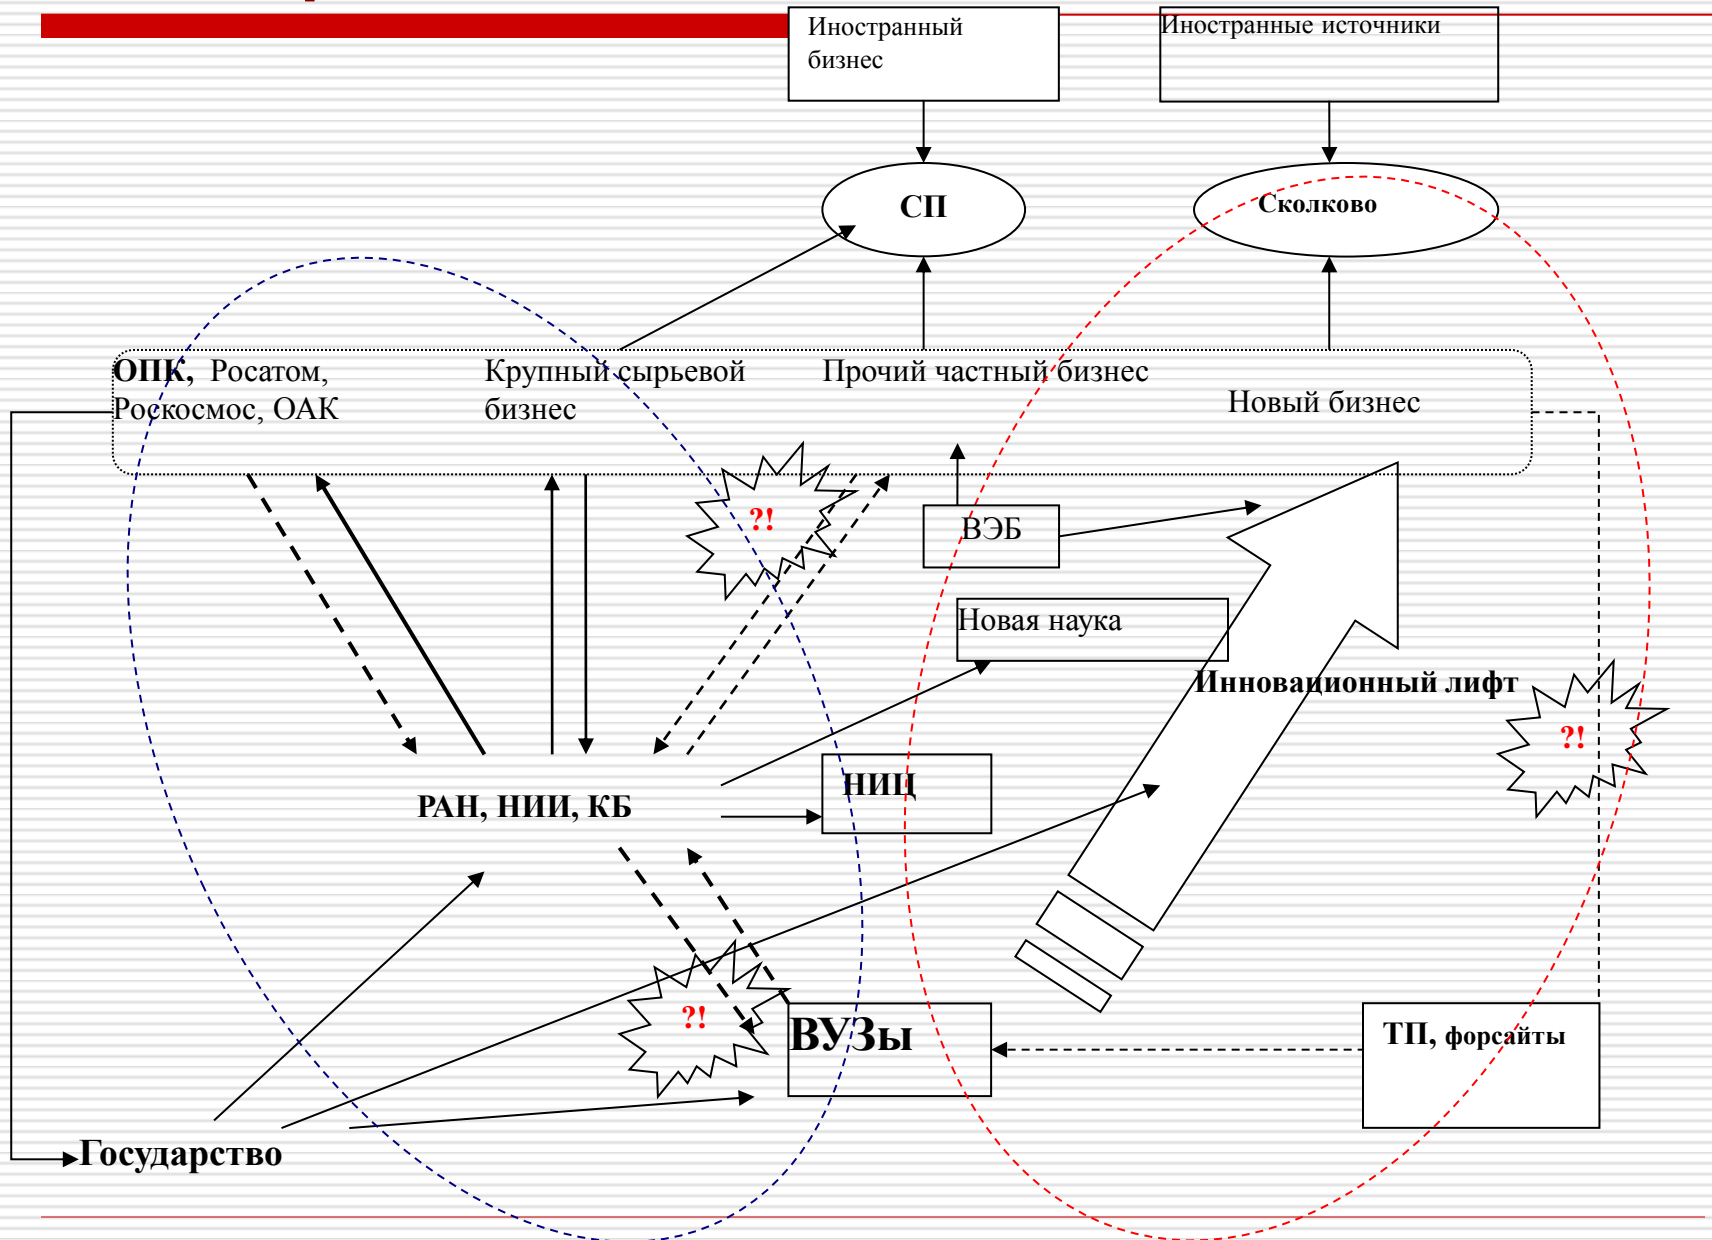 Иностранный
бизнес
Иностранные источники
СП
Сколково
ОПК, Росатом,
Роскосмос, ОАК
Крупный сырьевой
бизнес
Прочий частный бизнес
Новый бизнес
?!
ВЭБ
Новая наука
Инновационный лифт
?!
НИЦ
РАН, НИИ, КБ
?!
ВУЗы
ТП, форсайты
Государство